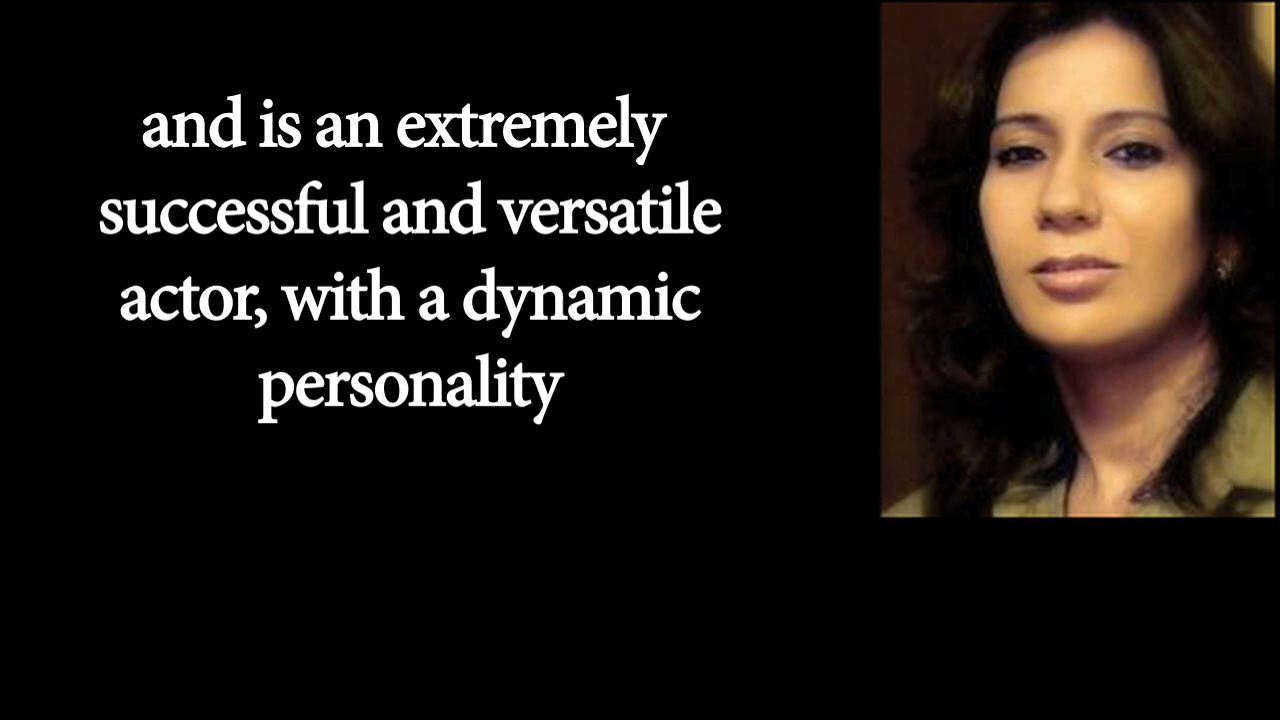 and is an extremely
successful and versatile
actor, with a dynamic
personality